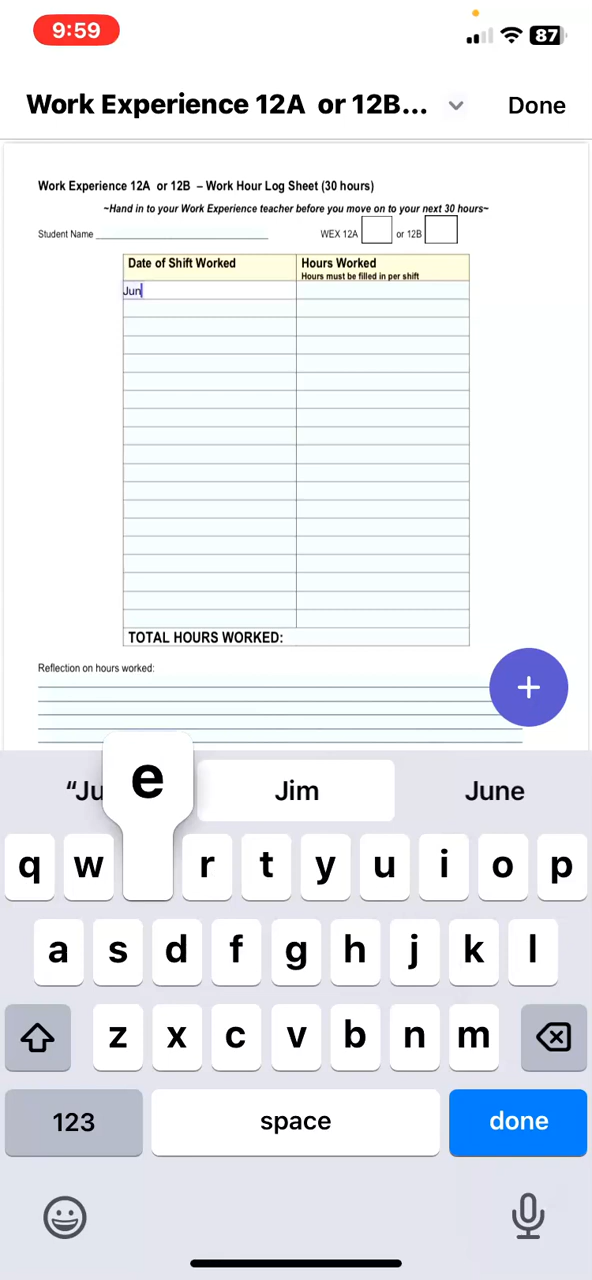 9:59
87
Work Experience 12A or 12B...
Done
Work Experience 12A or 12B – Work Hour Log Sheet (30 hours)
~Hand in to your Work Experience teacher before you move on to your next 30 hours~
Student Name
WEX 12A
or 12B
Date of Shift Worked
Hours Worked
Hours must be filled in per shift
Jun
TOTAL HOURS WORKED:
Reflection on hours worked:
+
“Ju
e
Jim
June
q w r t y u i o p
a s d f g h j k l
z x c v b n m
123
space
done